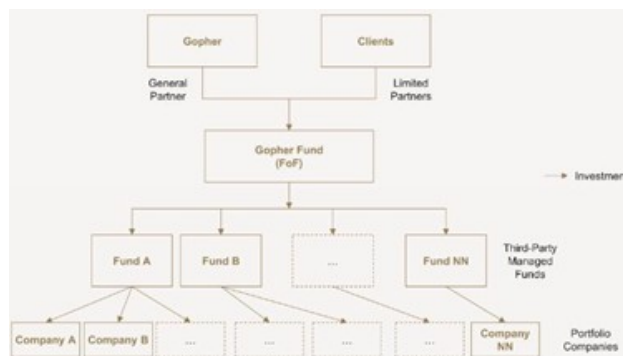 Gopher
Clients
General
Partner
Limited
Partners
Gopher Fund
(FoF)
Investmen
Fund A
Fund B
...
Fund NN
Third-Party
Managed
Funds
Company A
Company B
...
...
...
...
Company
NN
Portfolio
Companies